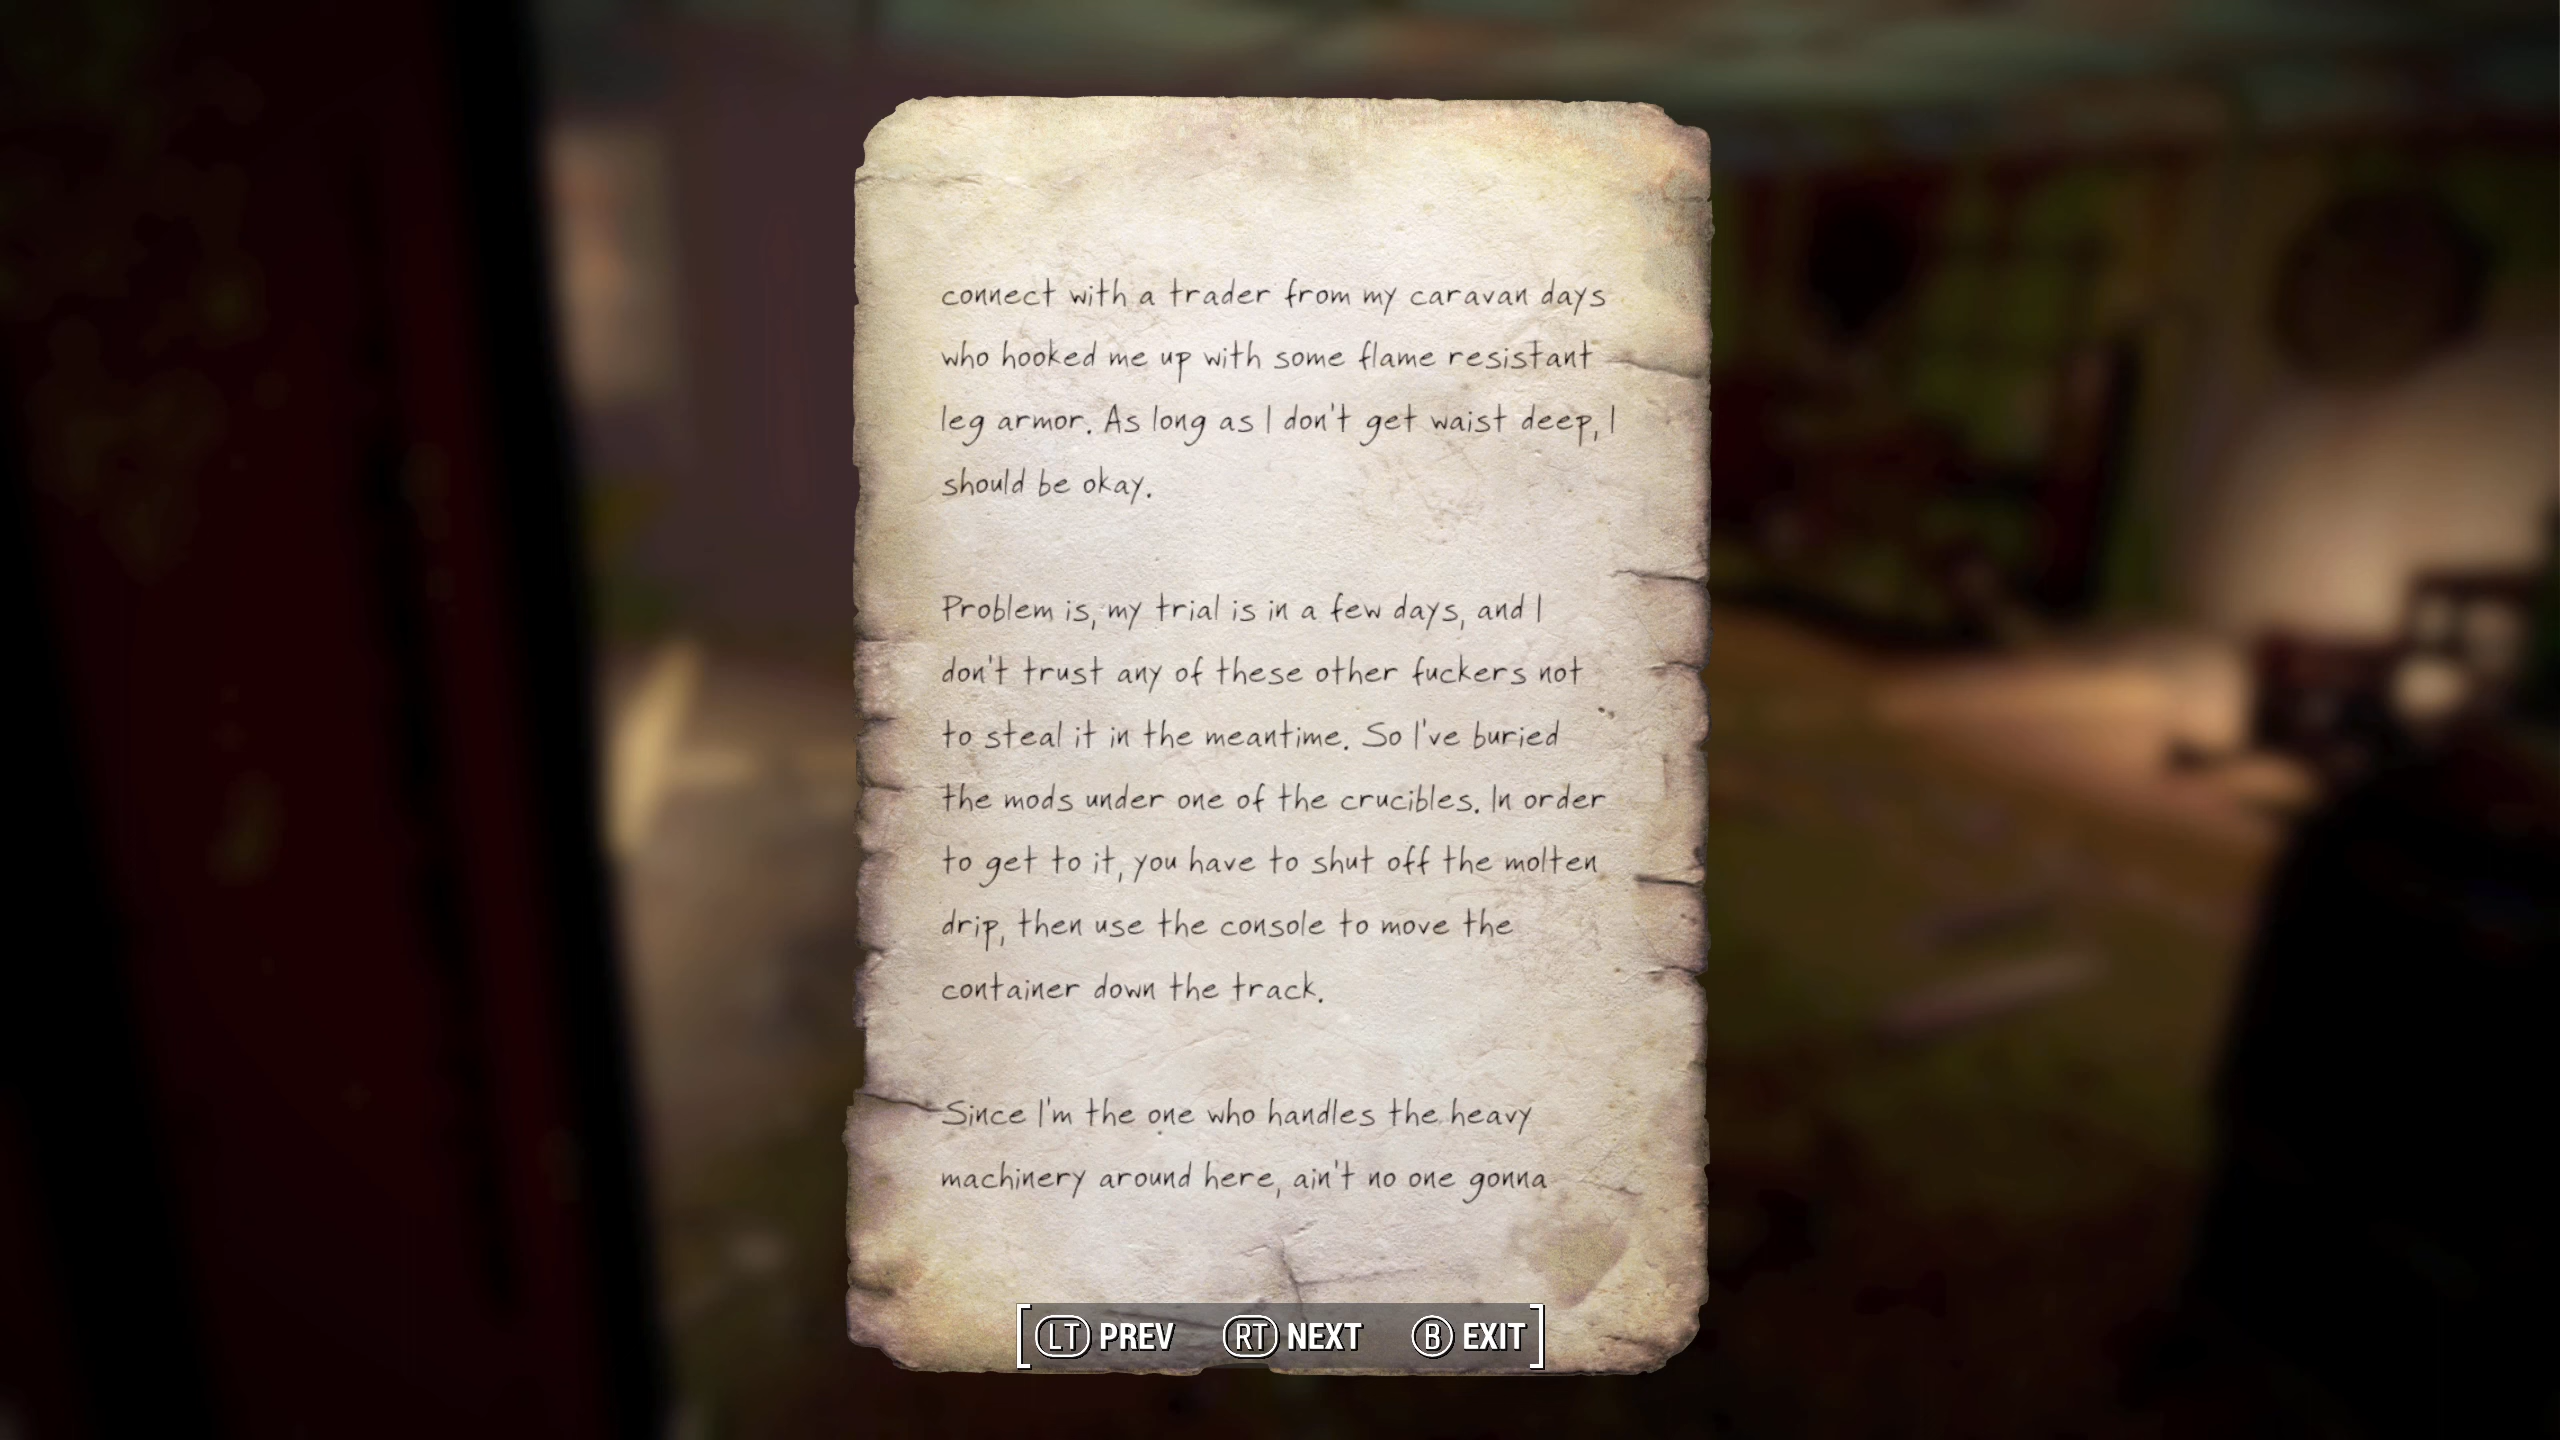 connect with a trader from my caravan days
who hooked me up with some flame resistant
leg armor. As long as I don't get waist deep, I
should be okay.
Problem is, my trial is in a few days, and I
don't trust any of these other fuckers not
to steal it in the meantime. So I've buried
the mods under one of the crucibles. In order
to get to it, you have to shut off the molten
drip, then use the console to move the
container down the track.
Since I'm the one who handles the heavy
machinery around here, ain't no one gonna
[LT PREV RT NEXT B EXIT]